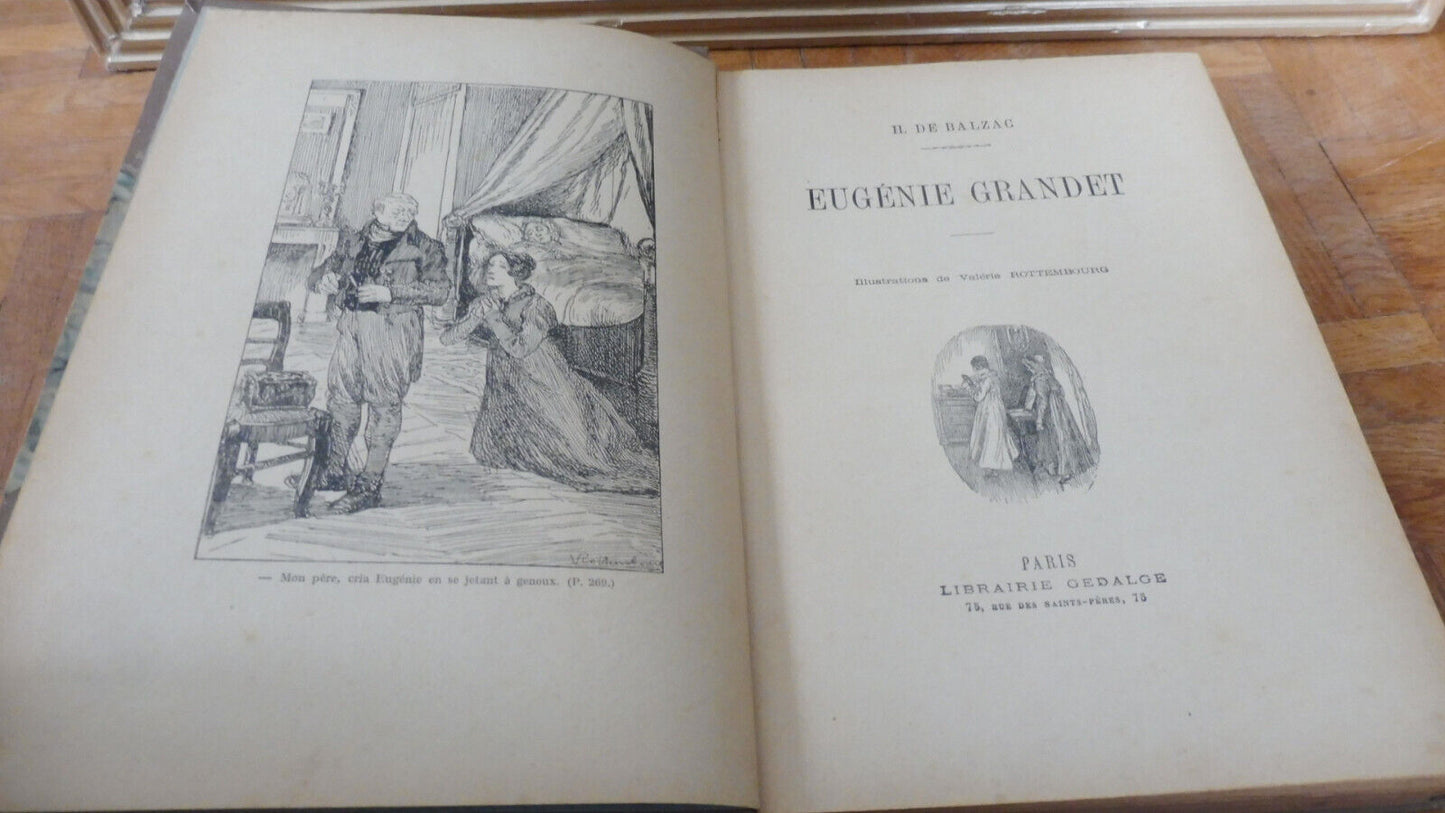 — Mon père, cria Eugénie en se jetant à genoux. (P. 269.)
H. DE BALZAC
EUGÉNIE GRANDET
Illustrations de Valérie ROTTEMBOURG
PARIS
LIBRAIRIE GEDALGE
75, RUE DES SAINTS-PÈRES, 75